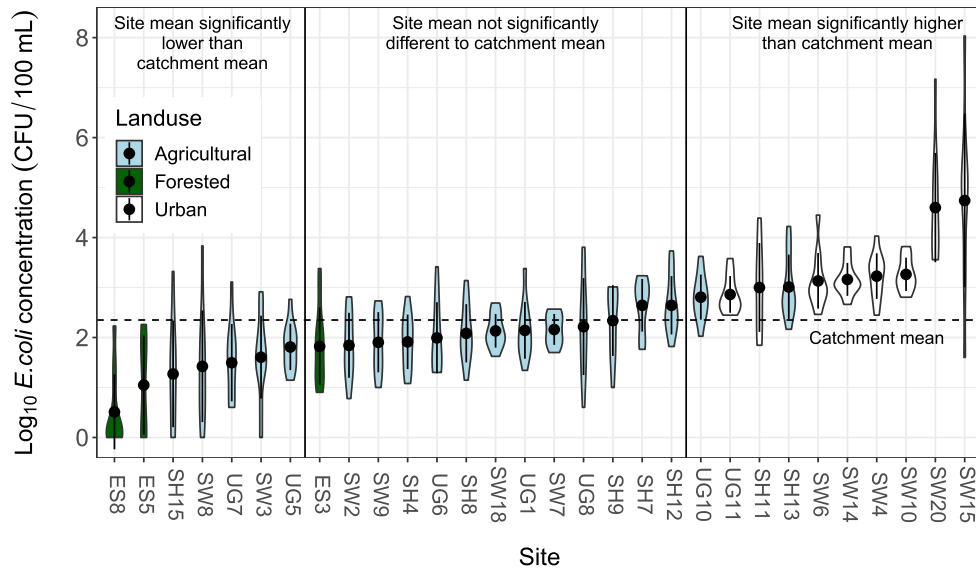 Site mean significantly
lower than
catchment mean
Site mean not significantly
different to catchment mean
Site mean significantly higher
than catchment mean
Log₁₀ E.coli concentration (CFU/100 mL)
8
6
4
2
0
Landuse
Agricultural
Forested
Urban
Catchment mean
ES8
ES5
SH15
SW8
UG7
SW3
UG5
ES3
SW2
SW9
SH4
UG6
SH8
SW18
UG1
SW7
UG8
SH9
SH7
SH12
UG10
UG11
SH11
SH13
SW6
SW14
SW4
SW10
SW20
SW15
Site